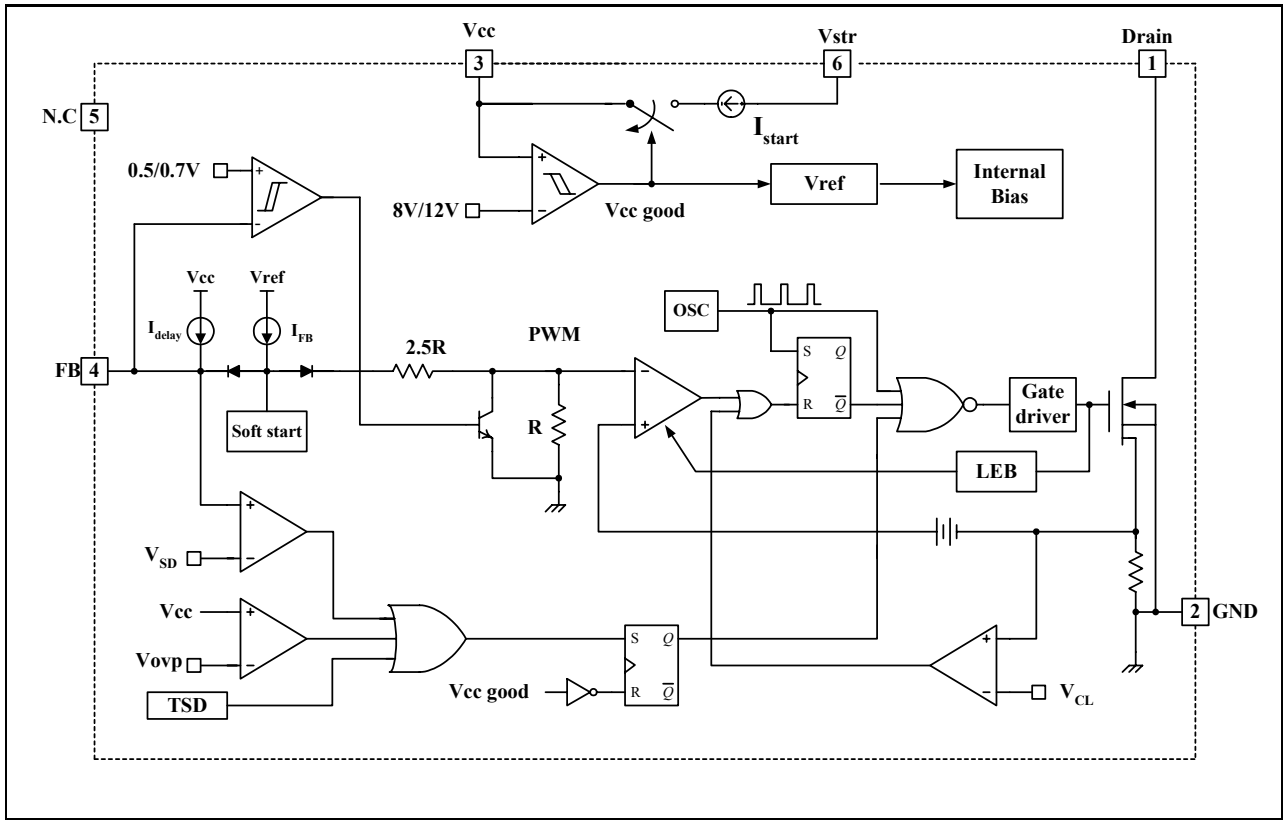 Vcc
Vstr
Drain
3
6
1
N.C 5
I start
0.5/0.7V
+
-
+
-
8V/12V
Vcc good
Vref
Internal
Bias
Vcc
Vref
I delay
I FB
OSC
PWM
2.5R
FB 4
Soft start
R
-
+
S Q
R Q̅
Gate
driver
LEB
+
-
V SD
Vcc
+
-
Vovp
TSD
Vcc good
S Q
R Q̅
2 GND
+
-
V CL